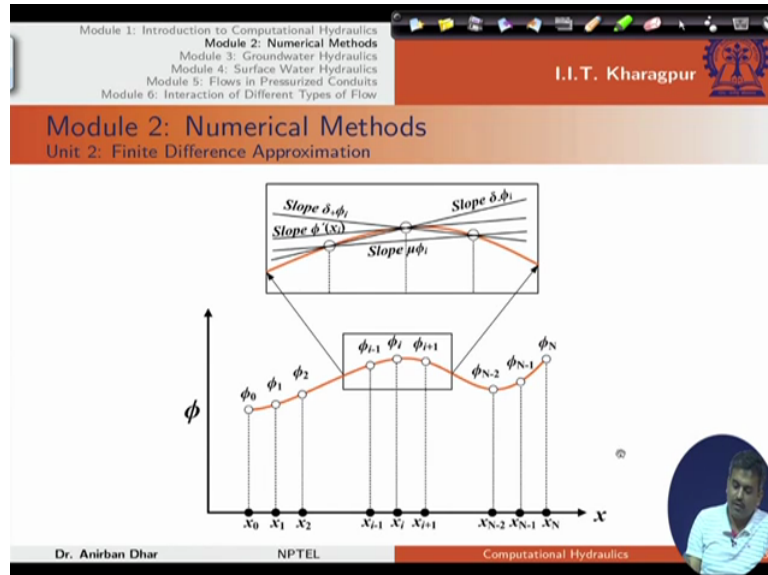 Module 1: Introduction to Computational Hydraulics
Module 2: Numerical Methods
Module 3: Groundwater Hydraulics
Module 4: Surface Water Hydraulics
Module 5: Flows in Pressurized Conduits
Module 6: Interaction of Different Types of Flow
I.I.T. Kharagpur
Module 2: Numerical Methods
Unit 2: Finite Difference Approximation
Slope δ₊ϕᵢ
Slope δ₋ϕᵢ
Slope ϕ'(xᵢ)
Slope μϕᵢ
ϕ₀ ϕ₁ ϕ₂ ϕᵢ₋₁ ϕᵢ ϕᵢ₊₁ ϕN-2 ϕN-1 ϕN
ϕ
x₀ x₁ x₂ xᵢ₋₁ xᵢ xᵢ₊₁ xN-2 xN-1 xN x
Dr. Anirban Dhar NPTEL Computational Hydraulics